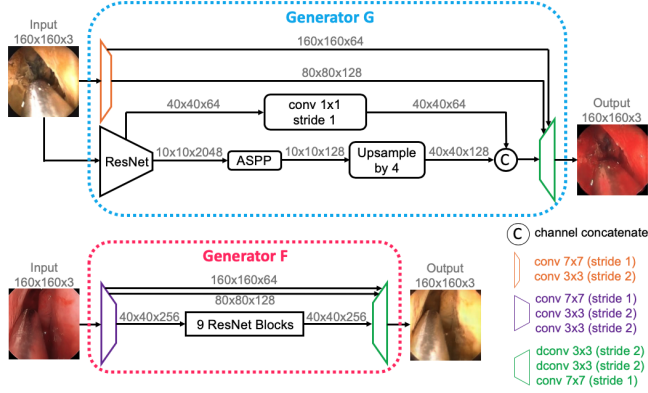 Generator G
Input
160x160x3
160x160x64
80x80x128
40x40x64
conv 1x1
stride 1
40x40x64
Output
160x160x3
ResNet
10x10x2048
ASPP
10x10x128
Upsample
by 4
40x40x128
C
C channel concatenate
Generator F
Input
160x160x3
160x160x64
80x80x128
Output
160x160x3
40x40x256
9 ResNet Blocks
40x40x256
conv 7x7 (stride 1)
conv 3x3 (stride 2)
conv 7x7 (stride 1)
conv 3x3 (stride 2)
conv 3x3 (stride 2)
dconv 3x3 (stride 2)
dconv 3x3 (stride 2)
conv 7x7 (stride 1)